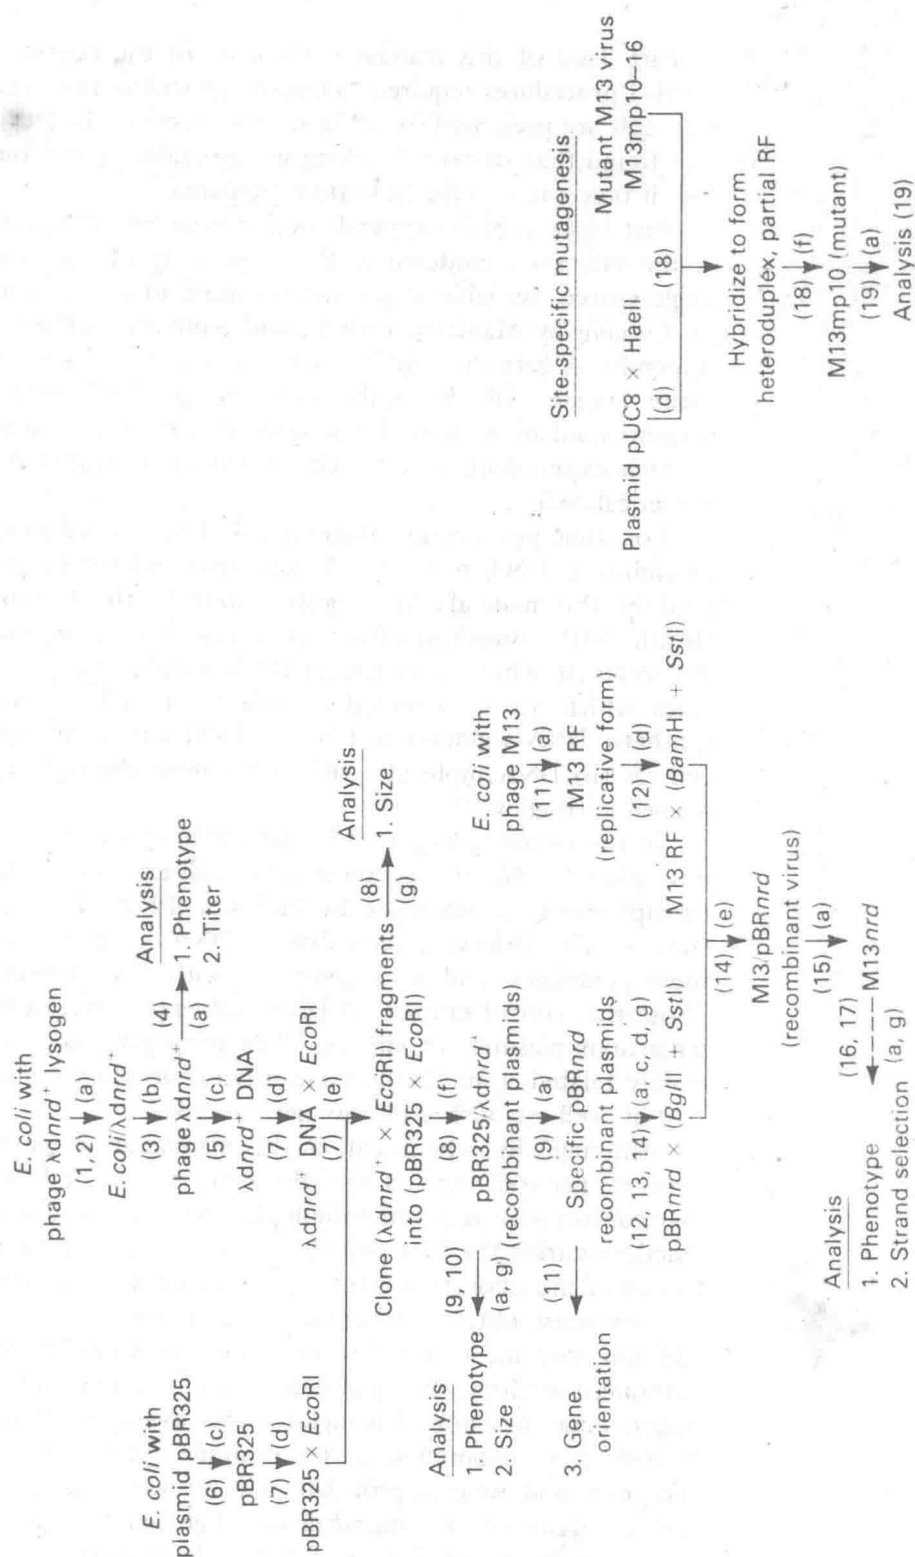 E. coli with
phage λdnrd⁺ lysogen
(1, 2) (a)
E. coli/λdnrd⁺
(3) (b)
phage λdnrd⁺
(4)
(a)
Analysis
1. Phenotype
2. Titer
(5) (c)
λdnrd⁺ DNA
(7) (d)
λdnrd⁺ DNA × EcoRI
(7) (e)
E. coli with
plasmid pBR325
(6) (c)
pBR325
(7) (d)
pBR325 × EcoRI
Clone (λdnrd⁺ × EcoRI fragments
into (pBR325 × EcoRI)
(8)
(g)
Analysis
1. Size
(8) (f)
pBR325/λdnrd
(recombinant plasmids)
(9, 10)
(a, g)
Analysis
1. Phenotype
2. Size
3. Gene
orientation
(9) (a)
(11)
Specific pBRnrd
recombinant plasmids
(12, 13, 14) (a, c, d, g)
pBRnrd × (BglI + SstI)
E. coli with
phage M13
(11) (a)
M13 RF
(replicative form)
(12) (d)
M13 RF × (BamHI + SstI)
(14) (e)
MI3/pBRnrd
(recombinant virus)
(15) (a)
M13nrd
(16, 17)
(a, g)
Analysis
1. Phenotype
2. Strand selection
Site-specific mutagenesis
Mutant M13 virus
Plasmid pUC8 × HaeII
M13mp10–t6
(d)
(18)
Hybridize to form
heteroduplex, partial RF
(18) (f)
M13mp10 (mutant)
(19) (a)
Analysis (19)